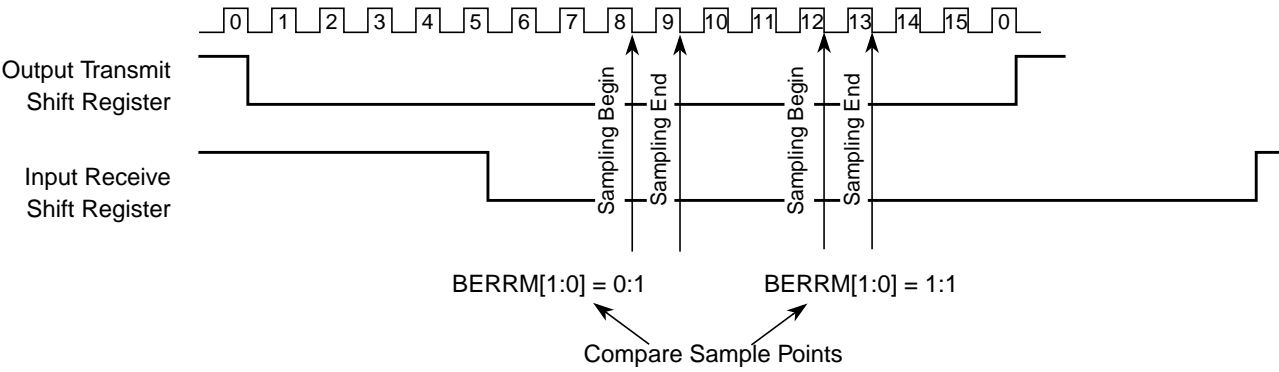 0 1 2 3 4 5 6 7 8 9 10 11 12 13 14 15 0
Output Transmit
Shift Register
Input Receive
Shift Register
Sampling Begin
Sampling End
Sampling Begin
Sampling End
BERRM[1:0] = 0:1
BERRM[1:0] = 1:1
Compare Sample Points